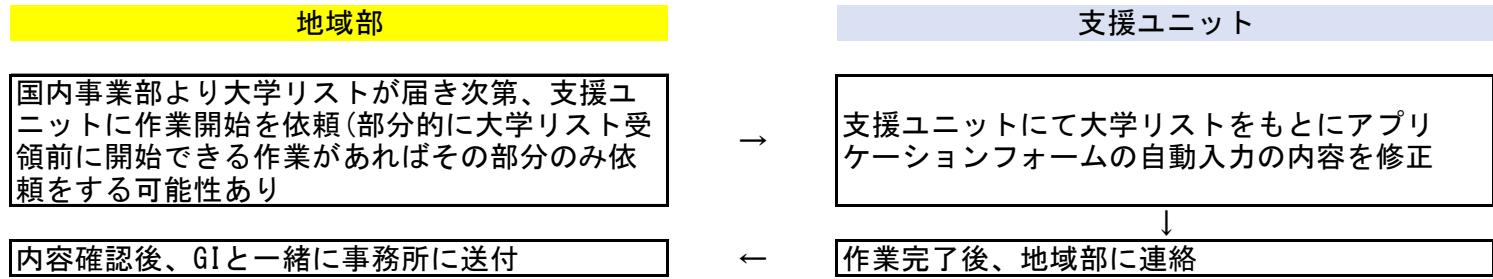 地域部
支援ユニット
国内事業部より大学リストが届き次第、支援ユ
ニットに作業開始を依頼(部分的に大学リスト受
領前に開始できる作業があればその部分のみ依
頼をする可能性あり
→
支援ユニットにて大学リストをもとにアプリ
ケーションフォームの自動入力の内容を修正
↓
作業完了後、地域部に連絡
←
内容確認後、GIと一緒に事務所に送付